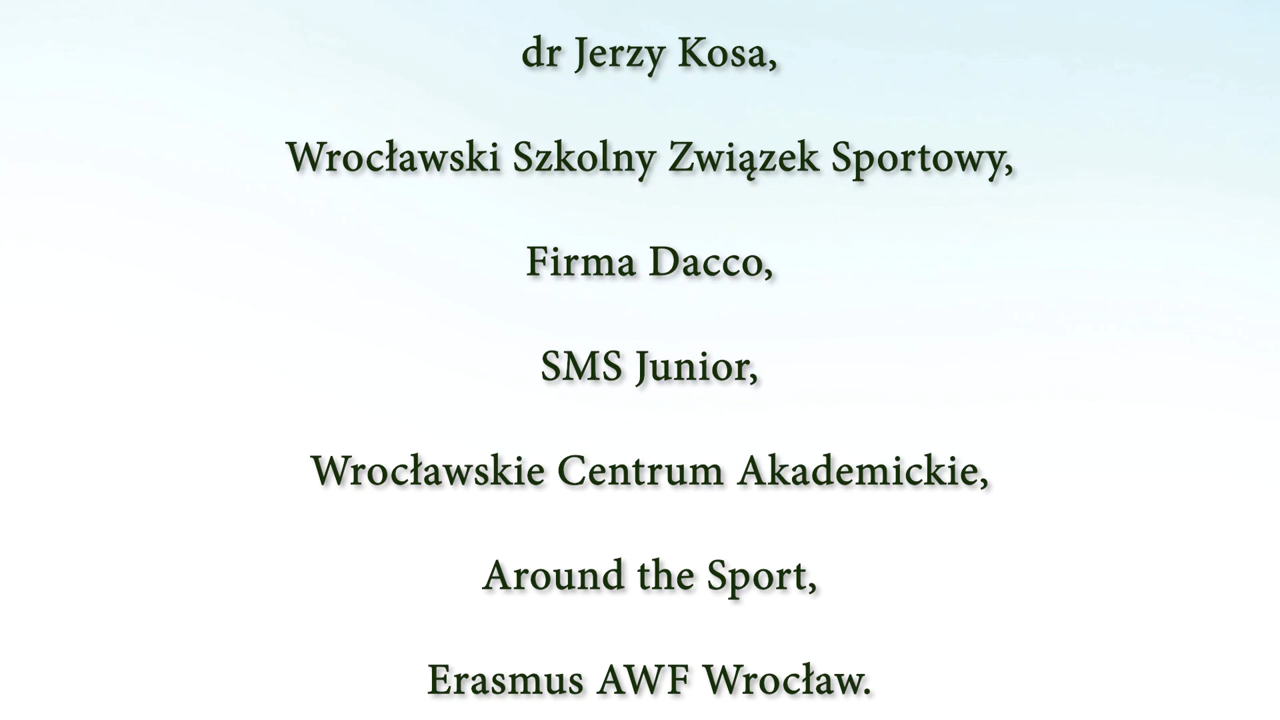 dr Jerzy Kosa,
Wrocławski Szkolny Związek Sportowy,
Firma Dacco,
SMS Junior,
Wrocławskie Centrum Akademickie,
Around the Sport,
Erasmus AWF Wrocław.